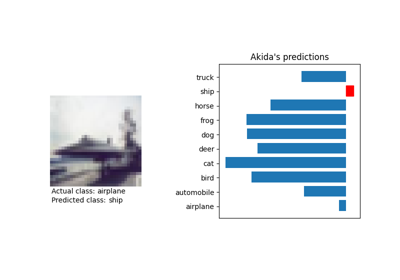 Akida's predictions
truck
ship
horse
frog
dog
deer
cat
bird
automobile
airplane
Actual class: airplane
Predicted class: ship